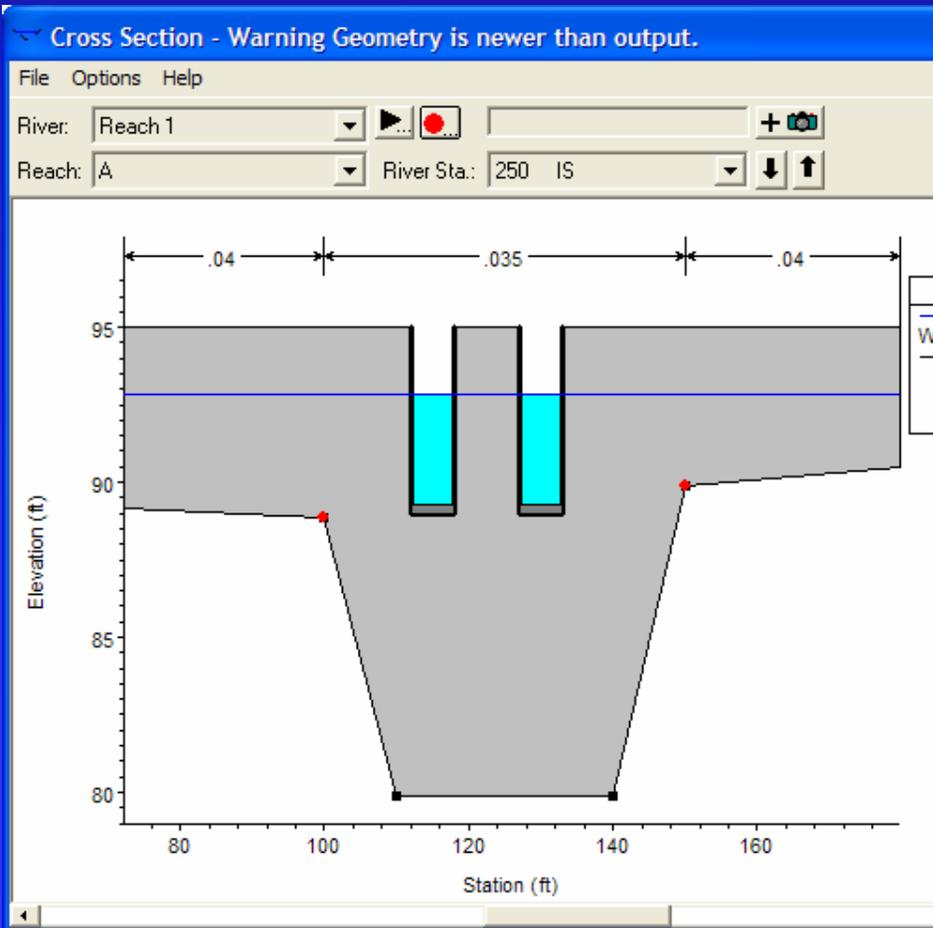 Cross Section - Warning Geometry is newer than output.
File Options Help
River: Reach 1
Reach: A River Sta.: 250 IS
.04 .035 .04
95
90
85
80
Elevation (ft)
80 100 120 140 160
Station (ft)